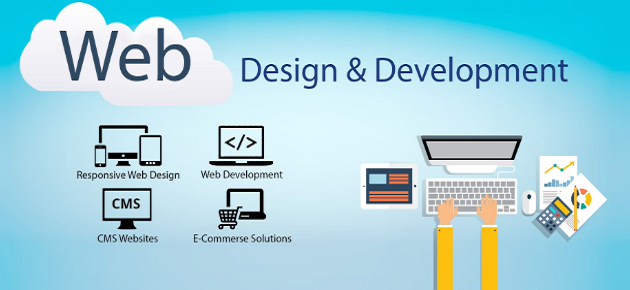 Web
Design & Development
Responsive Web Design
</>
Web Development
CMS
CMS Websites
E-Commerse Solutions